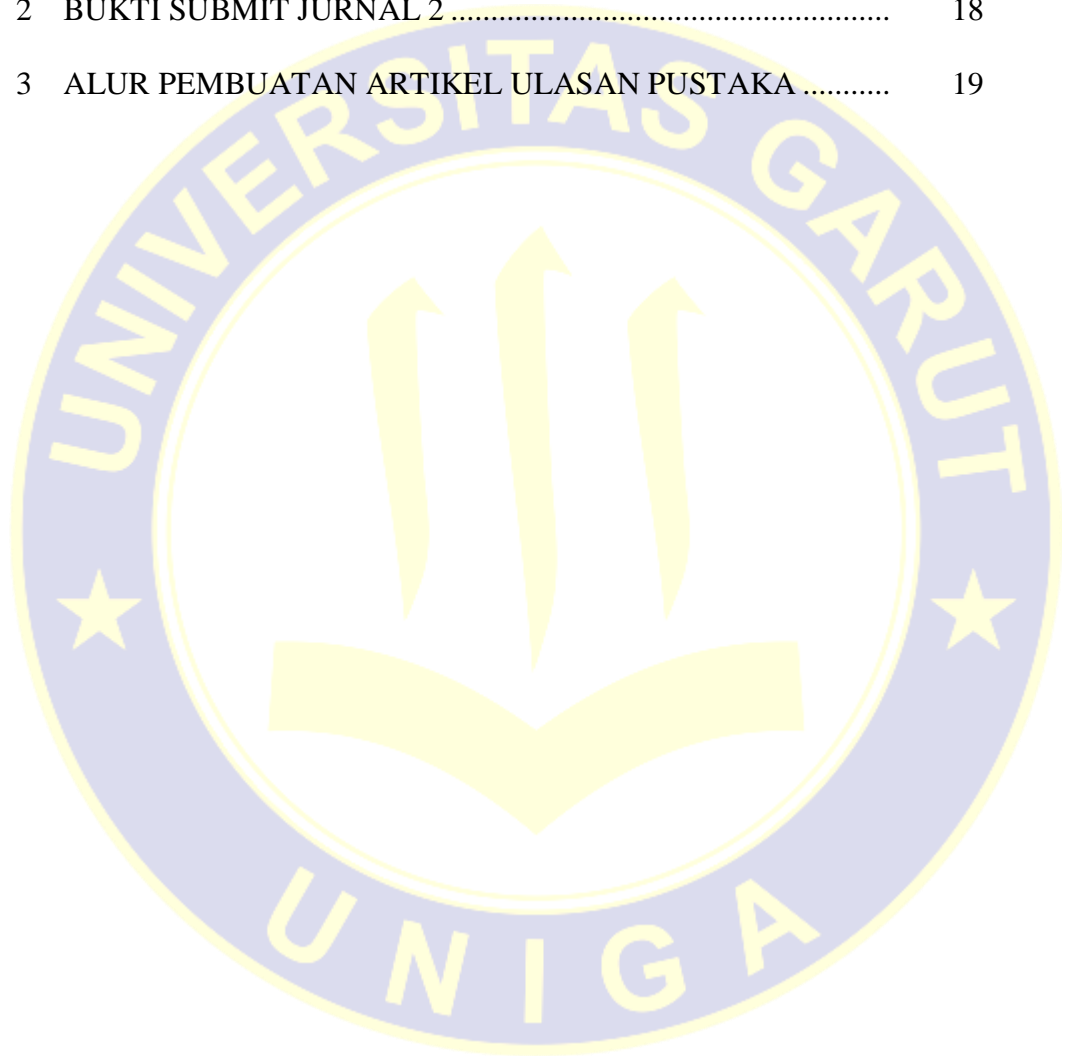 2 BUKTI SUBMIT JURNAL 2 ................................................ 18
3 ALUR PEMBUATAN ARTIKEL ULASAN PUSTAKA ........... 19
UNIVERSITAS GARUT
UNIGA